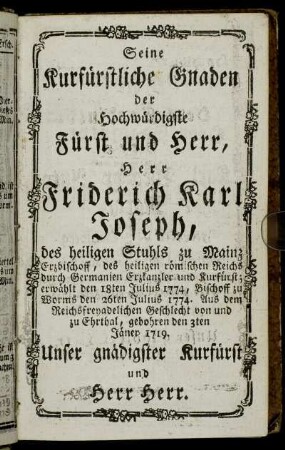 Seine
Kurfürstliche Gnaden
der
Hochwürdigste
Fürst und Herr,
Herr
Friderich Karl
Joseph,
des heiligen Stuhls zu Mainz
Erzbischoff, des heiligen römischen Reichs
durch Germanien Erzkanzler und Kurfürst;
erwählt den 18ten Julius 1774, Bischoff zu
Worms den 26ten Julius 1774. Aus dem
Reichsfreyadelichen Geschlecht von und
zu Ehrthal, gebohren den 3ten
Jäner 1719.
Unser gnädigster Kurfürst
und
Herr Herr.